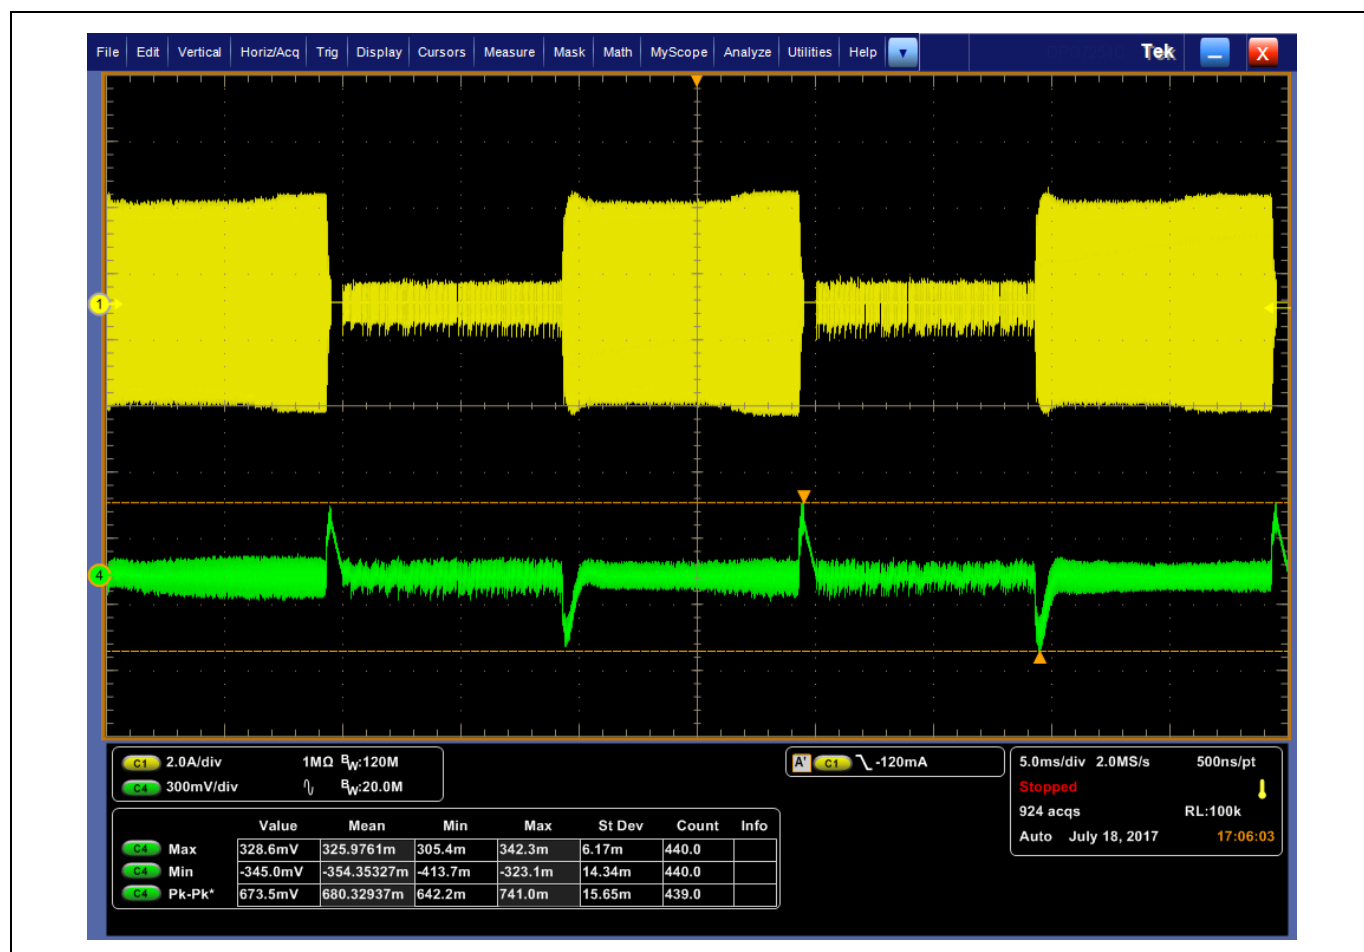 File Edit Vertical Horiz/Acq Trig Display Cursors Measure Mask Math MyScope Analyze Utilities Help Tek X
1
4
C1 2.0A/div 1MΩ BW:120M
C4 300mV/div BW:20.0M
A' C1 -120mA
5.0ms/div 2.0MS/s 500ns/pt
Stopped
924 acqs RL:100k
Auto July 18, 2017 17:06:03
Value Mean Min Max St Dev Count Info
C4 Max 328.6mV 325.9761m 305.4m 342.3m 6.17m 440.0
C4 Min -345.0mV -354.35327m -413.7m -323.1m 14.34m 440.0
C4 Pk-Pk* 673.5mV 680.32937m 642.2m 741.0m 15.65m 439.0